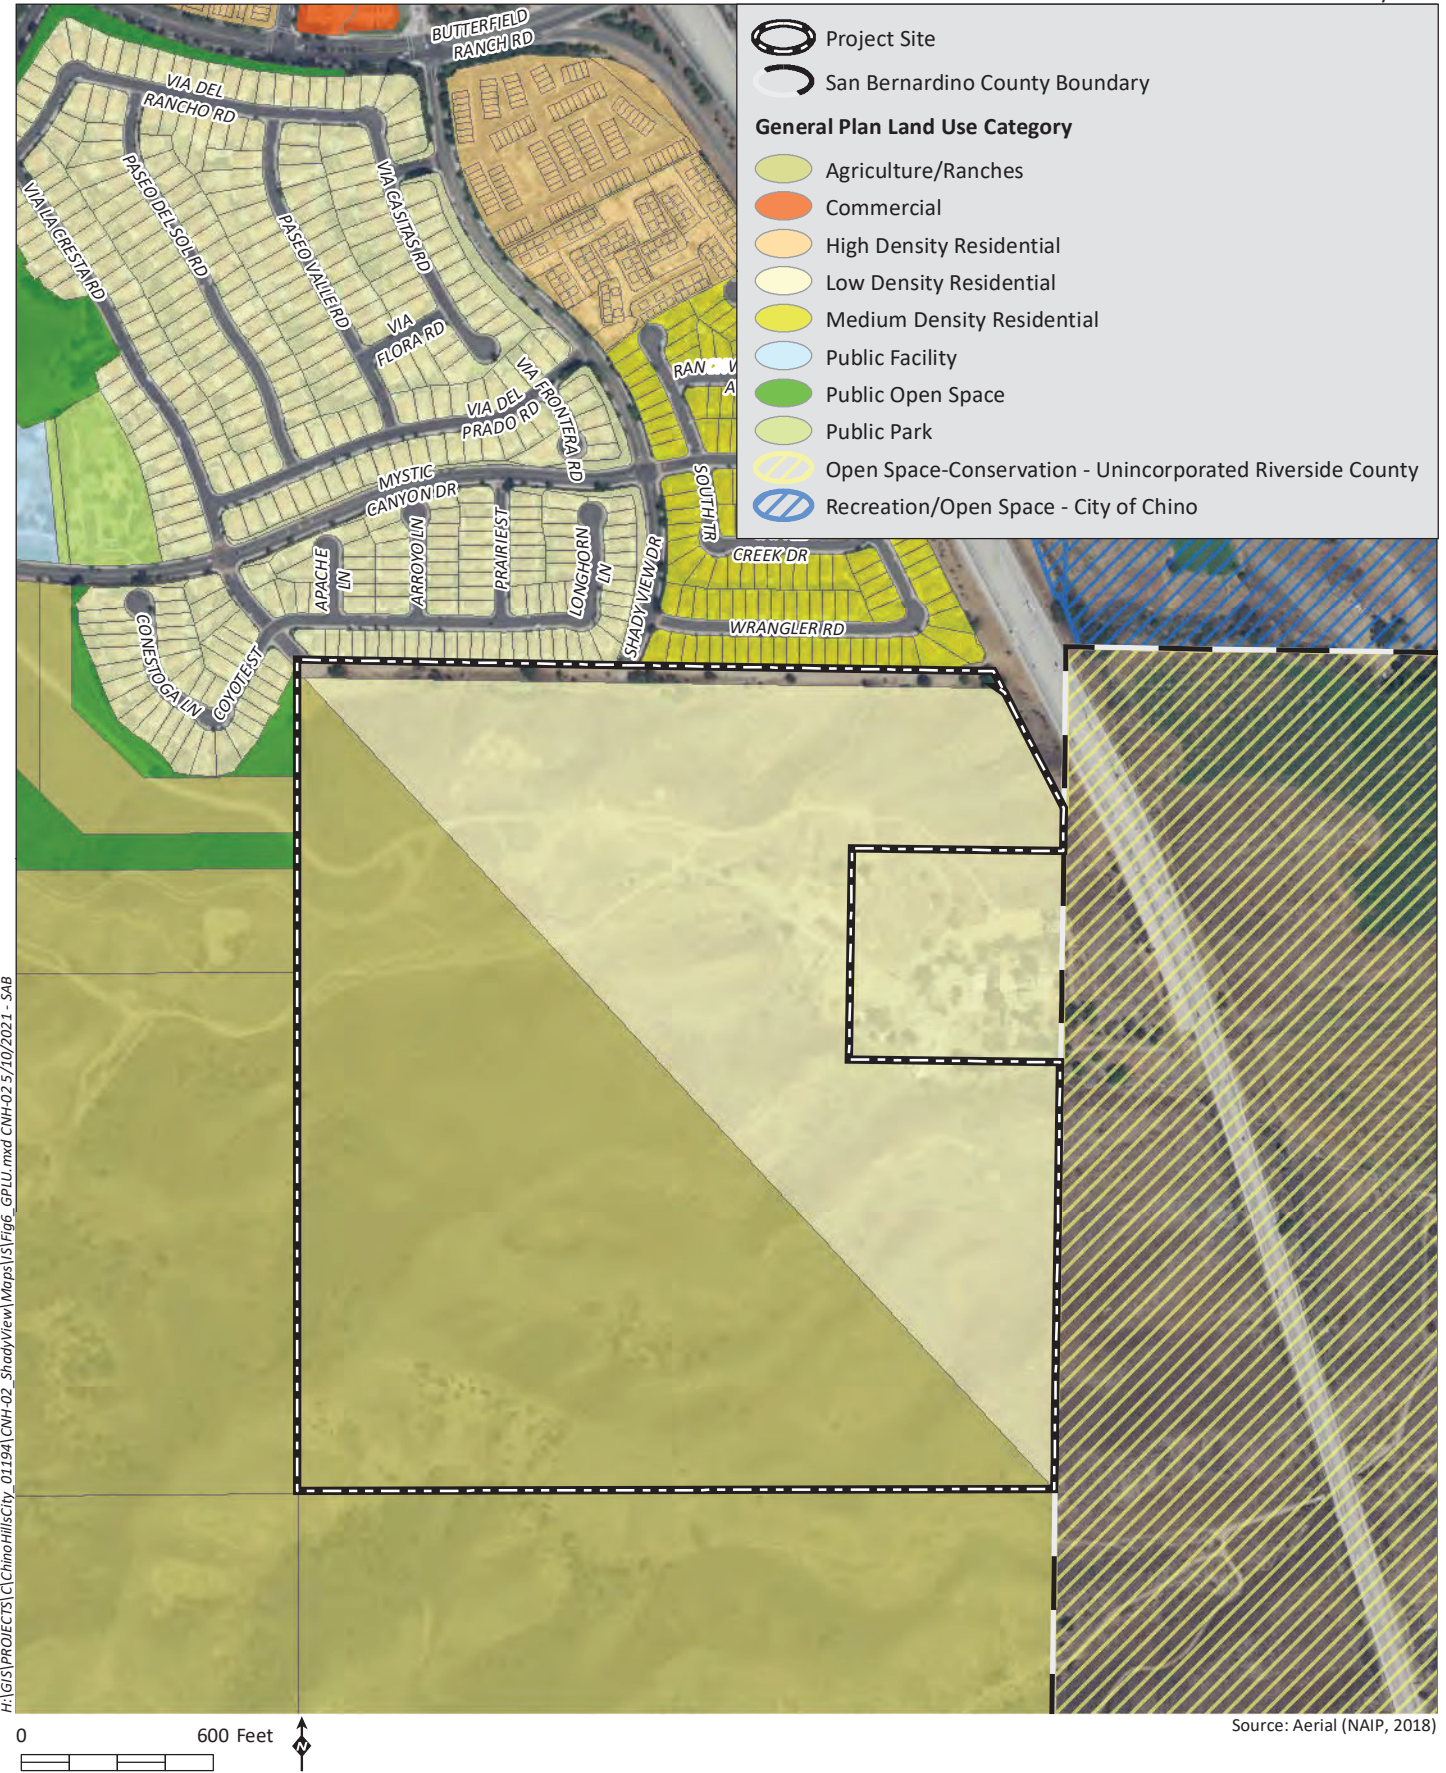 Project Site
San Bernardino County Boundary
General Plan Land Use Category
Agriculture/Ranches
Commercial
High Density Residential
Low Density Residential
Medium Density Residential
Public Facility
Public Open Space
Public Park
Open Space-Conservation - Unincorporated Riverside County
Recreation/Open Space - City of Chino
BUTTERFIELD
RANCH RD
VIA DEL
RANCHO RD
VIA LA CRESTA RD
PASEO DEL SOL RD
PASEO VALLE RD
VIA CASITAS RD
VIA
FLORA RD
VIA FRONTERA RD
VIA DEL
PRADO RD
MYSTIC
CANYON DR
RAN
SOUTH TR
CREEK DR
WRANGLER RD
SHADY VIEW DR
APACHE
LN
ARROYO LN
PRAIRIE ST
LONGHORN
LN
CONESTOGA LN
COYOTE ST
H:\GIS\PROJECTS\C\ChinoHillsCity_01194\CNH-02_ShadyView\Maps\IS\Fig6_GPLU.mxd CNH-02 5/10/2021 - SAB
0
600 Feet
N
Source: Aerial (NAIP, 2018)